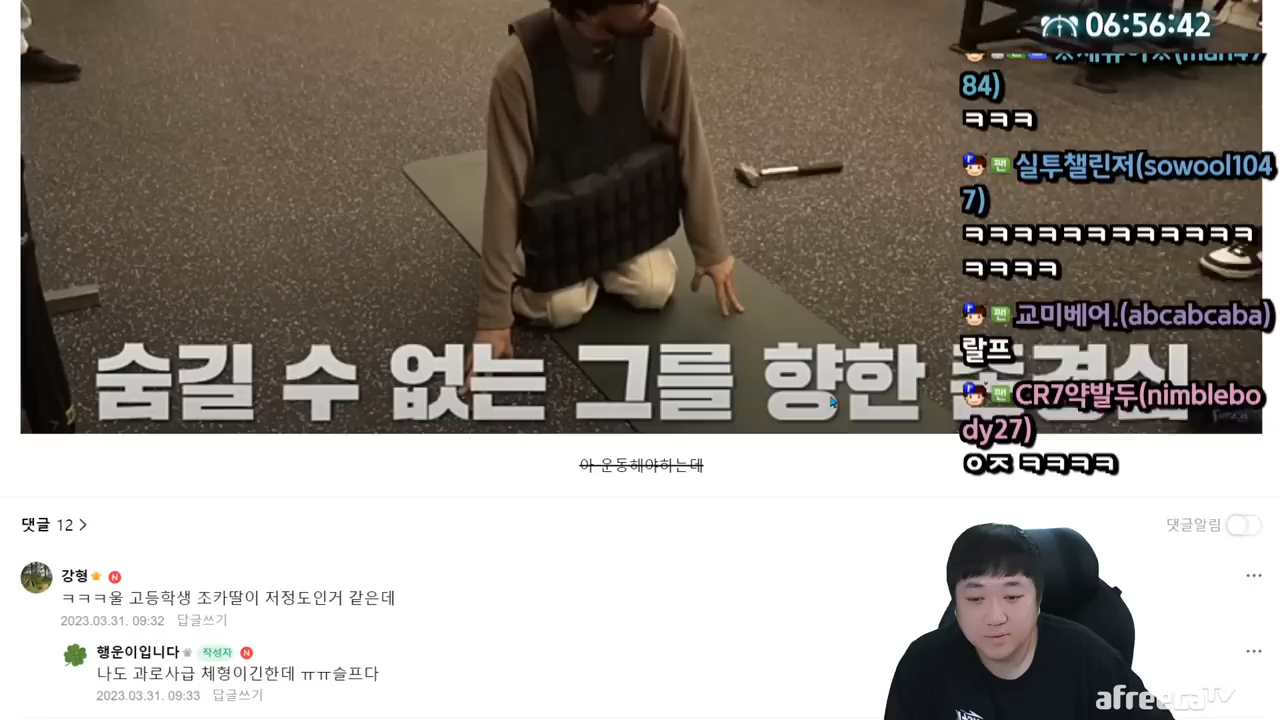 06:56:42
84)
ㅋㅋㅋ
실투챌린저(sowool104
7)
ㅋㅋㅋㅋㅋㅋㅋㅋㅋㅋㅋㅋ
ㅋㅋㅋㅋ
교미베어.(abcabcaba)
랄프
CR7약발두(nimblebo
dy27)
ㅇㅈ ㅋㅋㅋㅋ
숨길 수 없는 그를 향한
아 운동해야하는데
댓글 12 >
댓글알림
강형 N
ㅋㅋㅋ울 고등학생 조카딸이 저정도인거 같은데
2023.03.31. 09:32 답글쓰기
행운이입니다 작성자 N
나도 과로사급 체형이긴한데 ㅠㅠ슬프다
2023.03.31. 09:33 답글쓰기
afreecaTV